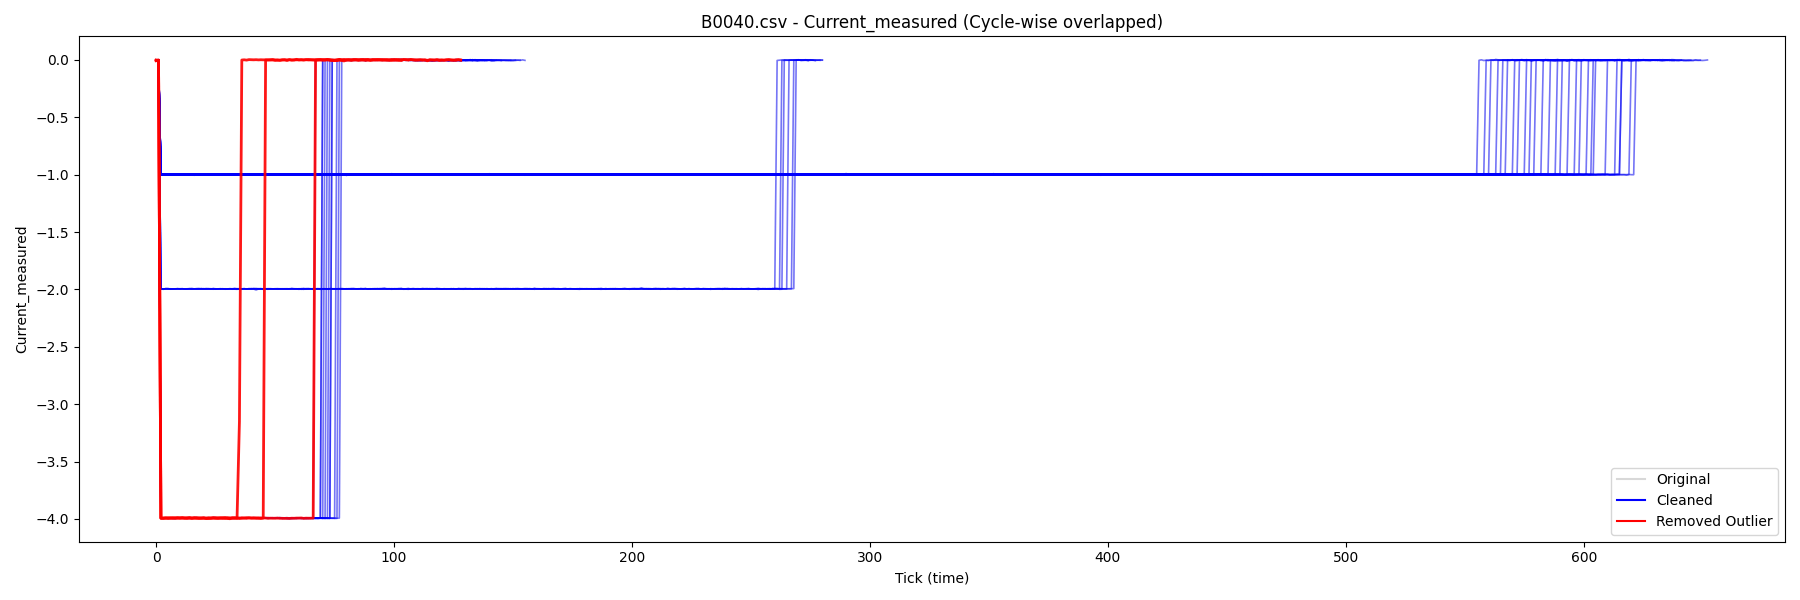 B0040.csv - Current_measured (Cycle-wise overlapped)
Current_measured
0.0
−0.5
−1.0
−1.5
−2.0
−2.5
−3.0
−3.5
−4.0
0 100 200 300 400 500 600
Tick (time)
Original
Cleaned
Removed Outlier